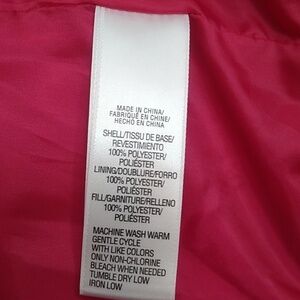 MADE IN CHINA/
FABRIQUÉ EN CHINE/
HECHO EN CHINA
SHELL/TISSU DE BASE/
REVESTIMIENTO
100% POLYESTER/
POLIÉSTER
LINING/DOUBLURE/FORRO
100% POLYESTER/
POLIÉSTER
FILL/GARNITURE/RELLENO
100% POLYESTER/
POLIÉSTER
MACHINE WASH WARM
GENTLE CYCLE
WITH LIKE COLORS
ONLY NON-CHLORINE
BLEACH WHEN NEEDED
TUMBLE DRY LOW
IRON LOW